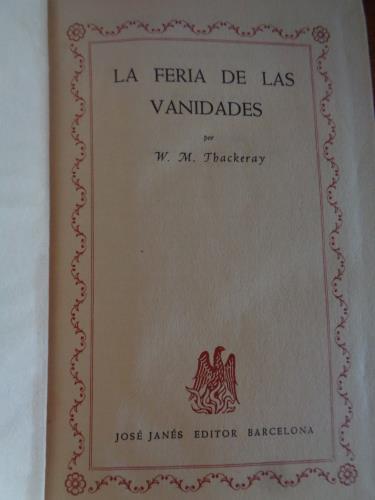 LA FERIA DE LAS
VANIDADES
por
W. M. Thackeray
JOSÉ JANÉS EDITOR BARCELONA